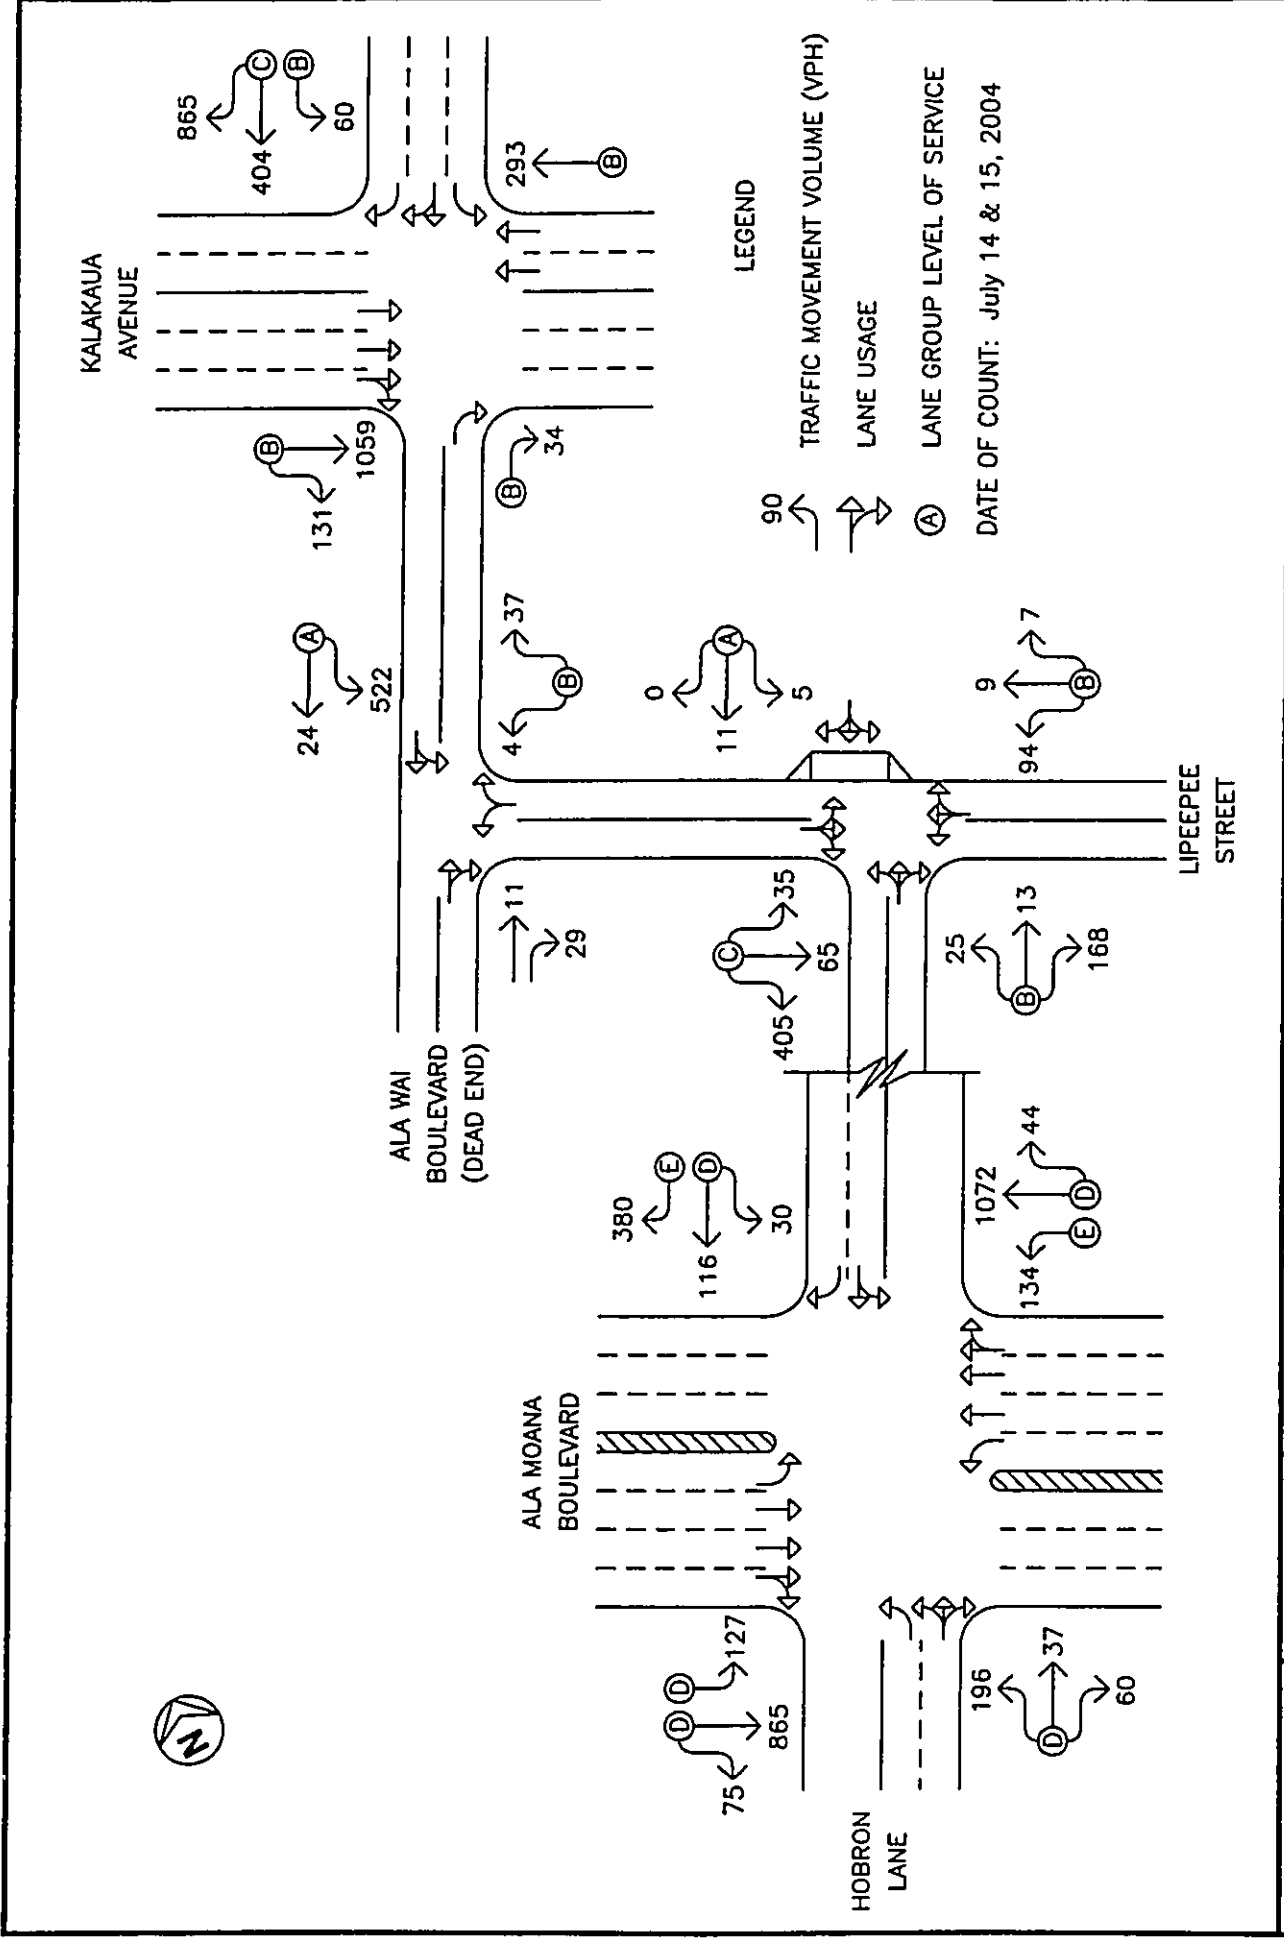 N
KALAKAUA
AVENUE
865
404
60
131
1059
293
34
24
522
4
37
ALA WAI
BOULEVARD
(DEAD END)
11
29
0
11
5
405
65
35
94
9
7
25
13
168
LIPEEPEE
STREET
ALA MOANA
BOULEVARD
380
116
30
75
865
127
134
1072
44
196
37
60
HOBRON
LANE
A
B
B
C
B
B
B
B
A
C
B
B
E
D
D
D
E
D
D
LEGEND
90
TRAFFIC MOVEMENT VOLUME (VPH)
LANE USAGE
A LANE GROUP LEVEL OF SERVICE
DATE OF COUNT: July 14 & 15, 2004